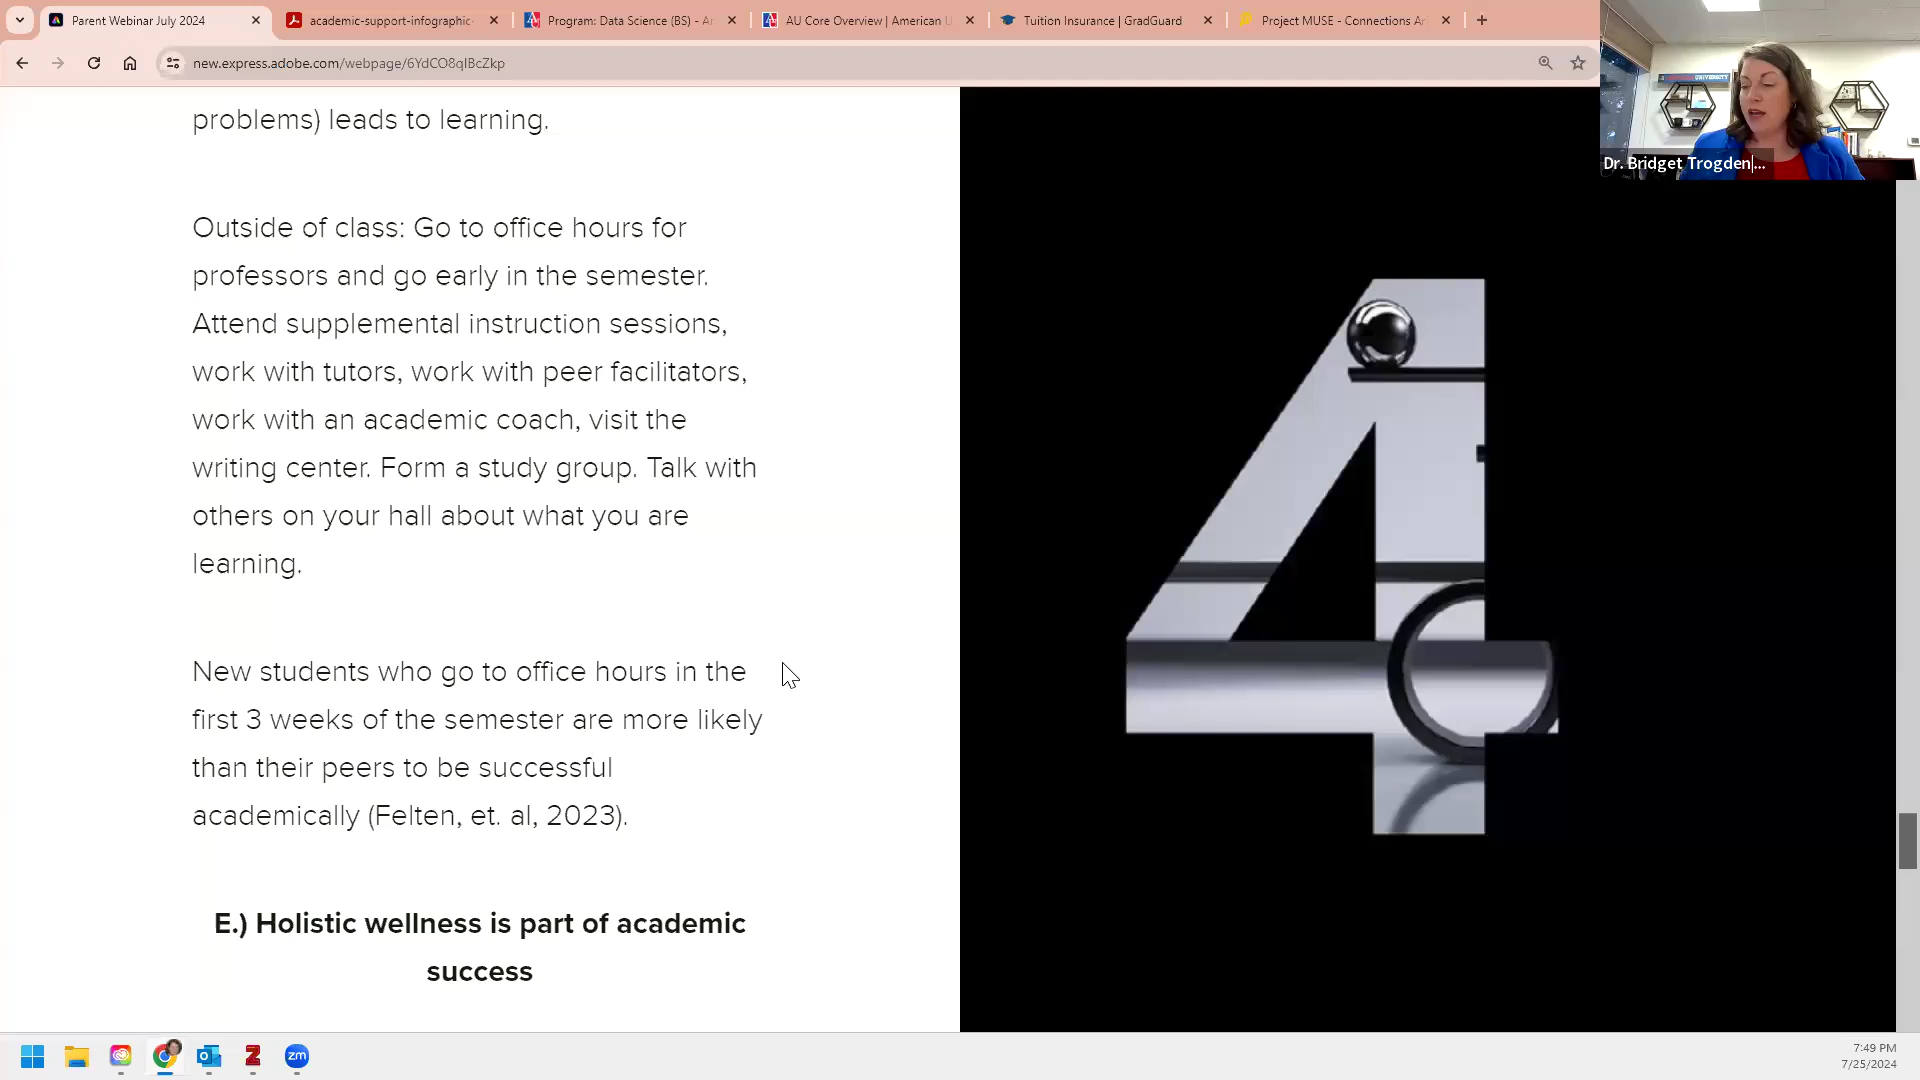 Parent Webinar July 2024
academic-support-infographic-
Program: Data Science (BS) - Ar
AU Core Overview | American U
Tuition Insurance | GradGuard
Project MUSE - Connections Ar
new.express.adobe.com/webpage/6YdCO8qIBcZkp
UNIVERSITY
Dr. Bridget Trogden|...
problems) leads to learning.
Outside of class: Go to office hours for
professors and go early in the semester.
Attend supplemental instruction sessions,
work with tutors, work with peer facilitators,
work with an academic coach, visit the
writing center. Form a study group. Talk with
others on your hall about what you are
learning.
New students who go to office hours in the
first 3 weeks of the semester are more likely
than their peers to be successful
academically (Felten, et. al, 2023).
E.) Holistic wellness is part of academic
success
4
Z
zm
7:49 PM
7/25/2024